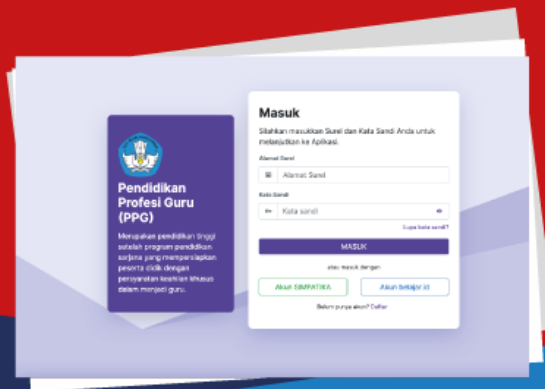 Pendidikan
Profesi Guru
(PPG)
Merupakan pendidikan tinggi
setelah program pendidikan
sarjana yang mempersiapkan
peserta didik dengan
persyaratan keahlian khusus
dalam menjadi guru.
Masuk
Silahkan masukkan Surel dan Kata Sandi Anda untuk
melanjutkan ke Aplikasi.
Alamat Surel
Alamat Surel
Kata Sandi
Kata sandi
Lupa kata sandi?
MASUK
atau masuk dengan
Akun SIMPATIKA
Akun belajar.id
Belum punya akun? Daftar